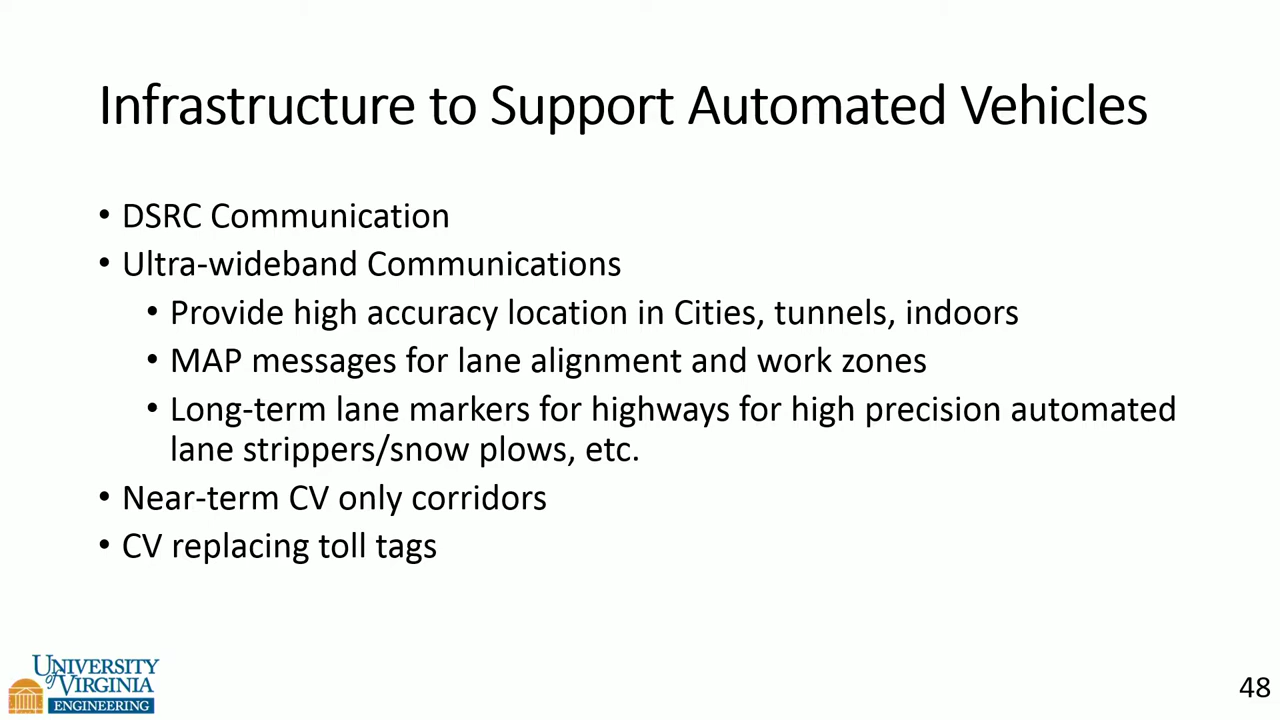 Infrastructure to Support Automated Vehicles
• DSRC Communication
• Ultra-wideband Communications
• Provide high accuracy location in Cities, tunnels, indoors
• MAP messages for lane alignment and work zones
• Long-term lane markers for highways for high precision automated
lane strippers/snow plows, etc.
• Near-term CV only corridors
• CV replacing toll tags
UNIVERSITY
of VIRGINIA
ENGINEERING
48